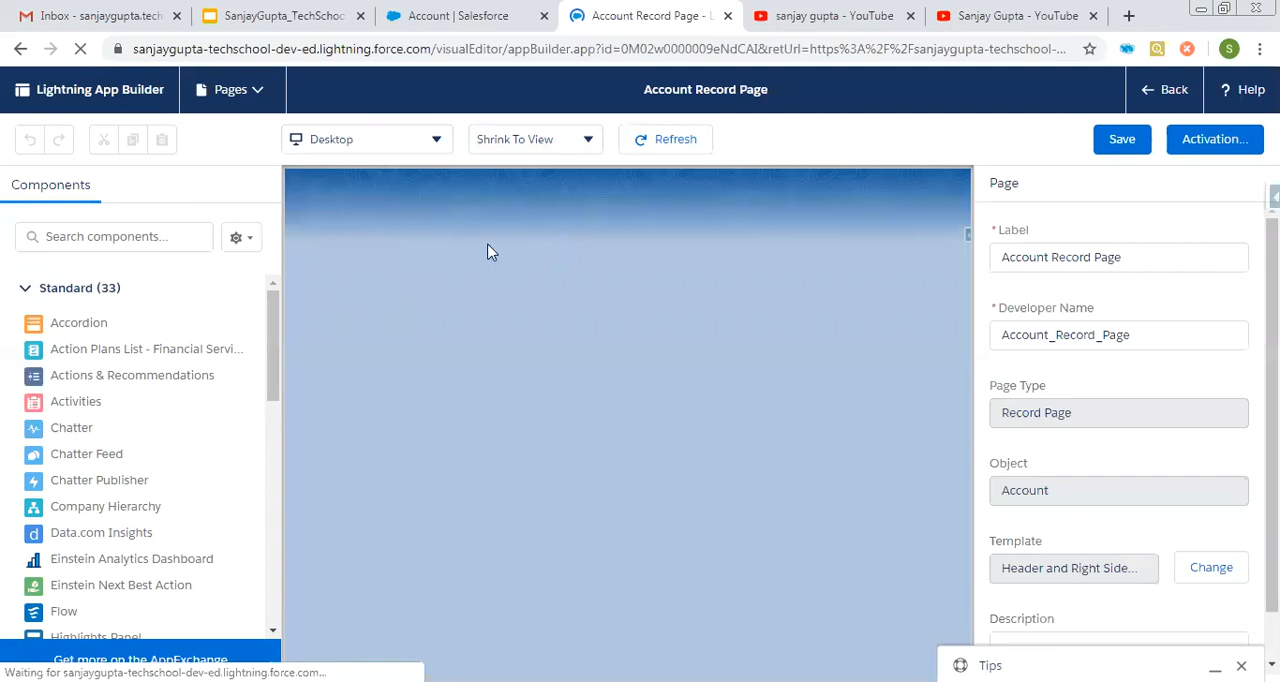 Inbox - sanjaygupta.tech
SanjayGupta_TechSchoo
Account | Salesforce
Account Record Page - L
sanjay gupta - YouTube
Sanjay Gupta - YouTube
sanjaygupta-techschool-dev-ed.lightning.force.com/visualEditor/appBuilder.app?id=0M02w0000009eNdCAI&retUrl=https%3A%2F%2Fsanjaygupta-techschool-...
S
Lightning App Builder
Pages
Account Record Page
Back
? Help
Desktop
Shrink To View
Refresh
Save
Activation...
Components
Search components...
Standard (33)
Accordion
Action Plans List - Financial Servi...
Actions & Recommendations
Activities
Chatter
Chatter Feed
Chatter Publisher
Company Hierarchy
d Data.com Insights
Einstein Analytics Dashboard
Einstein Next Best Action
Flow
Highlights Panel
Get more on the AppExchange
Waiting for sanjaygupta-techschool-dev-ed.lightning.force.com...
Page
* Label
Account Record Page
* Developer Name
Account_Record_Page
Page Type
Record Page
Object
Account
Template
Header and Right Side...
Change
Description
Tips